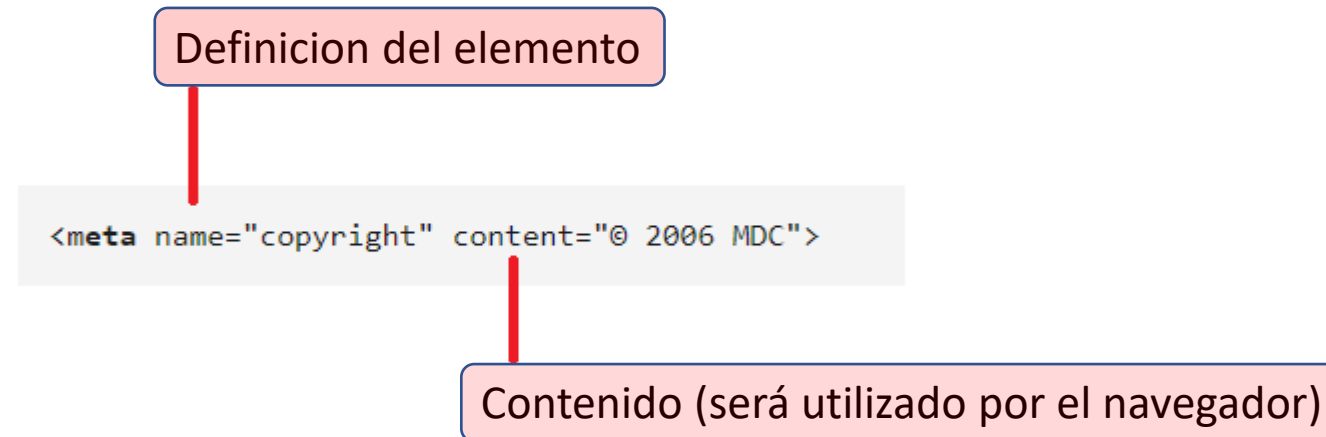 Definicion del elemento
<meta name="copyright" content="© 2006 MDC">
Contenido (será utilizado por el navegador)